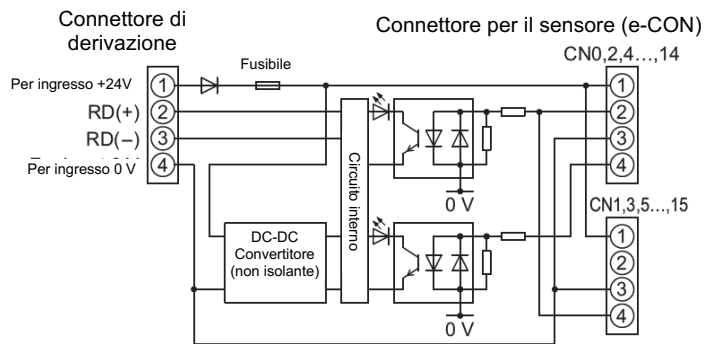 Connettore di
derivazione
Connettore per il sensore (e-CON)
CN0,2,4...,14
Fusibile
Per ingresso +24V
1
2
3
4
RD(+)
RD(−)
Per ingresso 0 V
Circuito interno
DC-DC
Convertitore
(non isolante)
0 V
0 V
1
2
3
4
CN1,3,5...,15
1
2
3
4